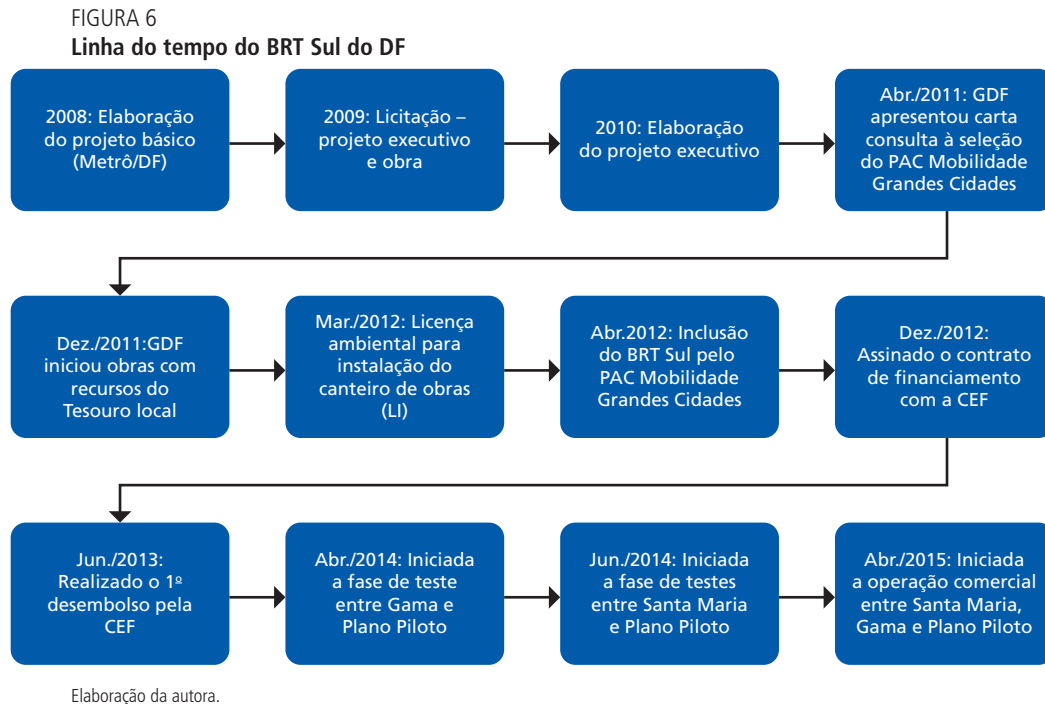 FIGURA 6
Linha do tempo do BRT Sul do DF
2008: Elaboração
do projeto básico
(Metrô/DF)
2009: Licitação –
projeto executivo
e obra
2010: Elaboração
do projeto executivo
Abr./2011: GDF
apresentou carta
consulta à seleção
do PAC Mobilidade
Grandes Cidades
Dez./2011:GDF
iniciou obras com
recursos do
Tesouro local
Mar./2012: Licença
ambiental para
instalação do
canteiro de obras
(LI)
Abr.2012: Inclusão
do BRT Sul pelo
PAC Mobilidade
Grandes Cidades
Dez./2012:
Assinado o contrato
de financiamento
com a CEF
Jun./2013:
Realizado o 1º
desembolso pela
CEF
Abr./2014: Iniciada
a fase de teste
entre Gama e
Plano Piloto
Jun./2014: Iniciada
a fase de testes
entre Santa Maria
e Plano Piloto
Abr./2015: Iniciada
a operação comercial
entre Santa Maria,
Gama e Plano Piloto
Elaboração da autora.